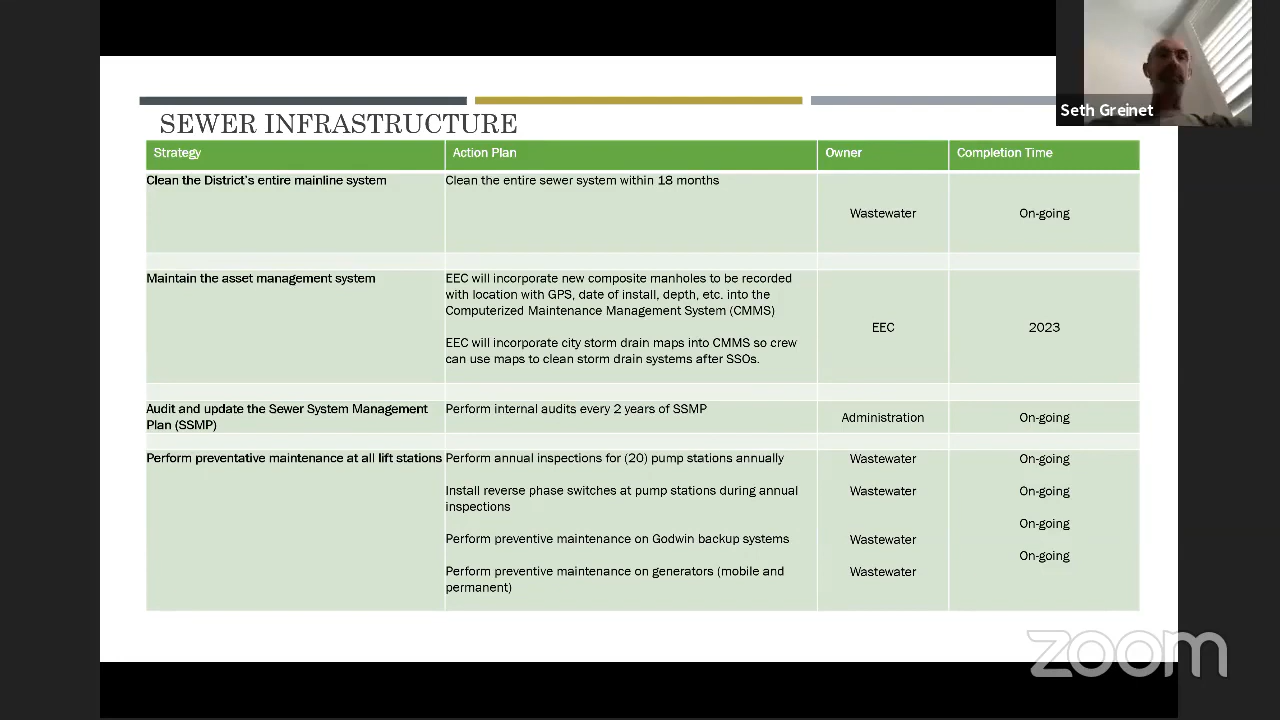 Seth Greinet
SEWER INFRASTRUCTURE
Strategy
Action Plan
Owner
Completion Time
Clean the District's entire mainline system
Clean the entire sewer system within 18 months
Wastewater
On-going
Maintain the asset management system
EEC will incorporate new composite manholes to be recorded
with location with GPS, date of install, depth, etc. into the
Computerized Maintenance Management System (CMMS)
EEC will incorporate city storm drain maps into CMMS so crew
can use maps to clean storm drain systems after SSOs.
EEC
2023
Audit and update the Sewer System Management
Plan (SSMP)
Perform internal audits every 2 years of SSMP
Administration
On-going
Perform preventative maintenance at all lift stations
Perform annual inspections for (20) pump stations annually
Wastewater
On-going
Install reverse phase switches at pump stations during annual
inspections
Wastewater
On-going
Perform preventive maintenance on Godwin backup systems
Wastewater
On-going
Perform preventive maintenance on generators (mobile and
permanent)
Wastewater
On-going
zoom